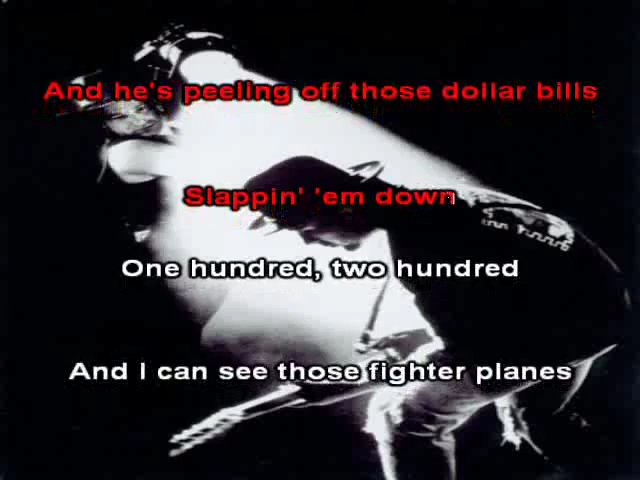 And he's peeling off those dollar bills
Slappin' 'em down
One hundred, two hundred
And I can see those fighter planes